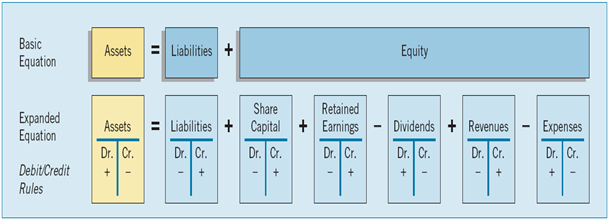 Basic
Equation
Assets = Liabilities + Equity
Expanded
Equation
Share
Capital
Retained
Earnings
Assets = Liabilities + – Dividends + Revenues – Expenses
Dr. Cr. Dr. Cr. Dr. Cr. Dr. Cr. Dr. Cr. Dr. Cr. Dr. Cr.
Debit/Credit
Rules
+ – – + – + – + + – – + + –